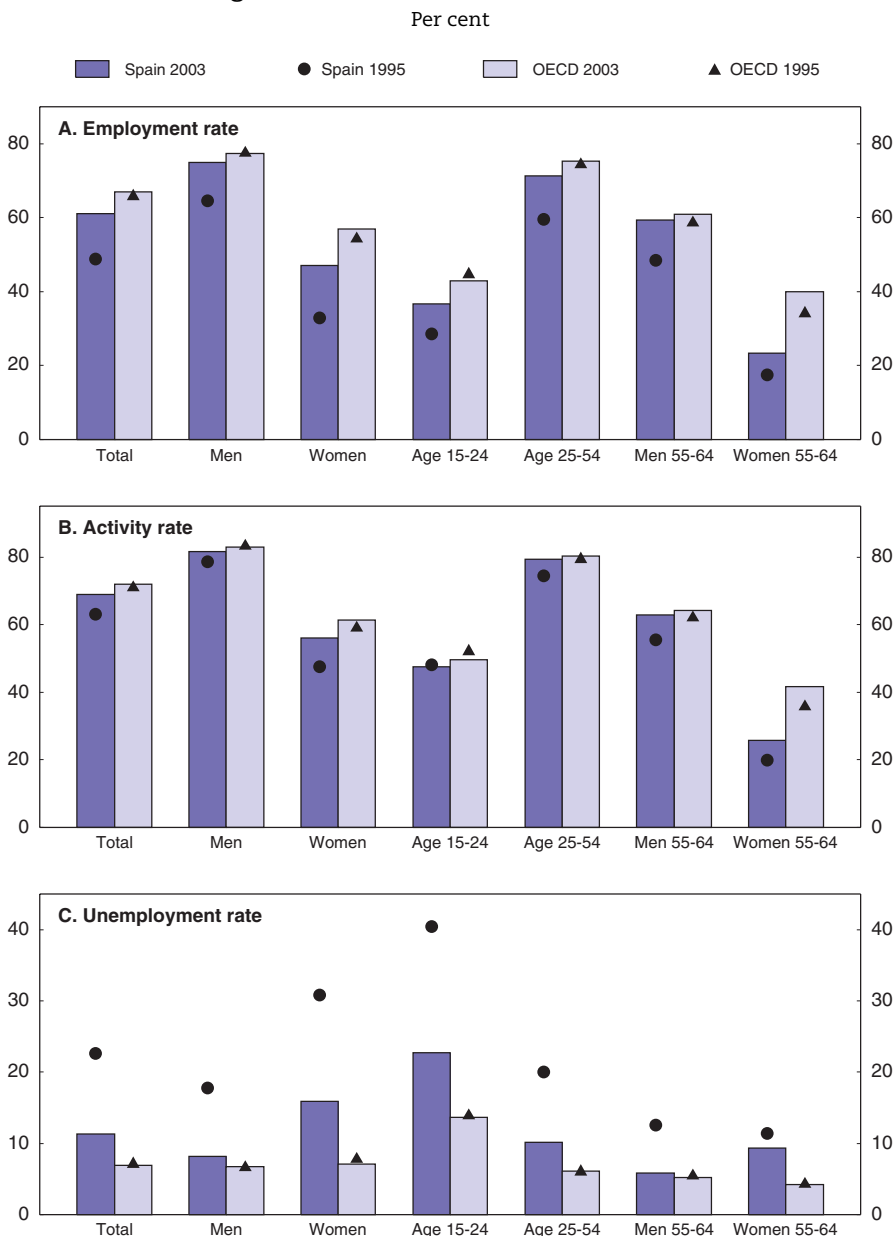 Per cent
Spain 2003 Spain 1995 OECD 2003 OECD 1995
A. Employment rate
80 80
60 60
40 40
20 20
0 0
Total Men Women Age 15-24 Age 25-54 Men 55-64 Women 55-64
B. Activity rate
80 80
60 60
40 40
20 20
0 0
Total Men Women Age 15-24 Age 25-54 Men 55-64 Women 55-64
C. Unemployment rate
40 40
30 30
20 20
10 10
0 0
Total Men Women Age 15-24 Age 25-54 Men 55-64 Women 55-64